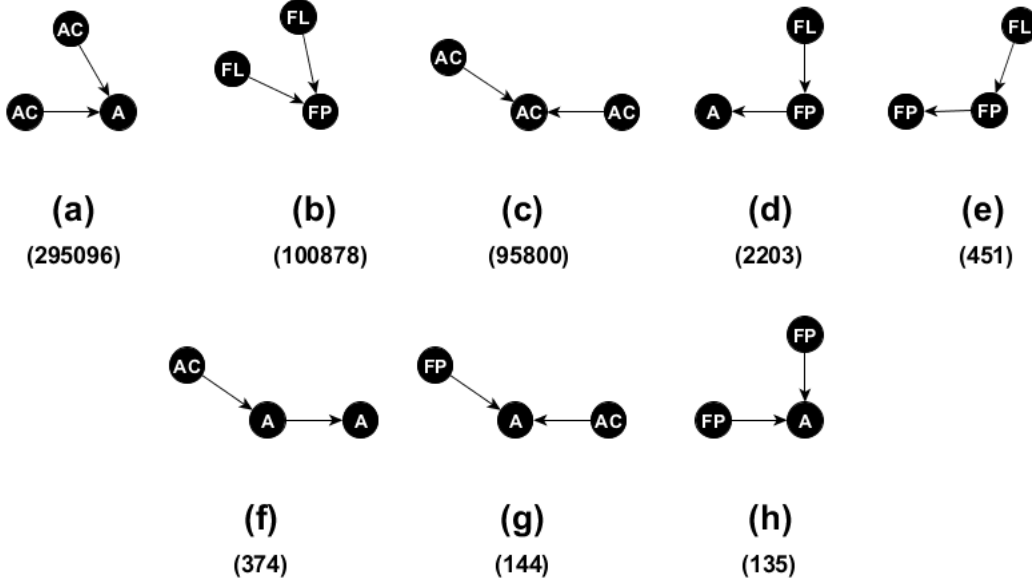 AC
AC A
(a)
(295096)
FL
FL
FP
(b)
(100878)
AC
AC AC
(c)
(95800)
FL
A FP
(d)
(2203)
FL
FP FP
(e)
(451)
AC
A A
(f)
(374)
FP
A AC
(g)
(144)
FP
FP A
(h)
(135)